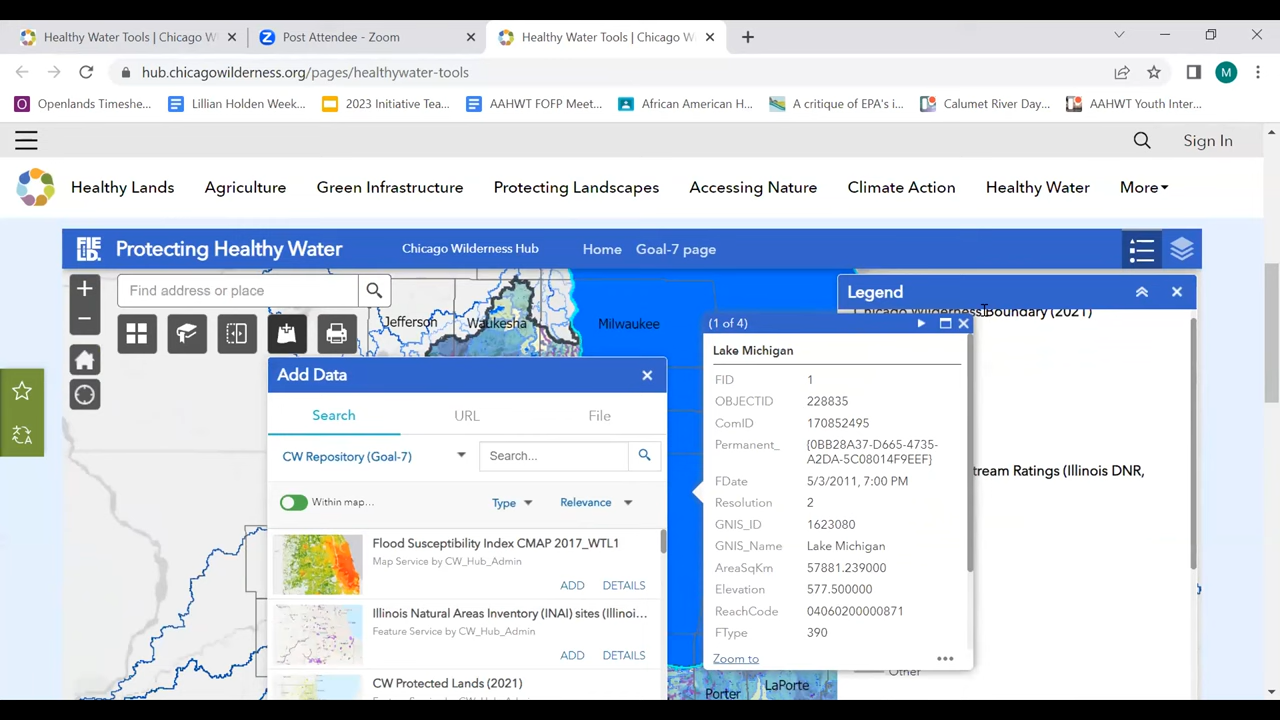 Healthy Water Tools | Chicago W
Post Attendee - Zoom
Healthy Water Tools | Chicago W
hub.chicagowilderness.org/pages/healthywater-tools
M
Openlands Timeshe...
Lillian Holden Week...
2023 Initiative Tea...
AAHWT FOFP Meet...
African American H...
A critique of EPA's i...
Calumet River Day...
AAHWT Youth Inter...
Sign In
Healthy Lands
Agriculture
Green Infrastructure
Protecting Landscapes
Accessing Nature
Climate Action
Healthy Water
More
Protecting Healthy Water
Chicago Wilderness Hub
Home
Goal-7 page
Find address or place
Jefferson
Waukesha
Milwaukee
Legend
Chicago Wilderness Boundary (2021)
(1 of 4)
Lake Michigan
FID 1
OBJECTID 228835
ComID 170852495
Permanent_ {0BB28A37-D665-4735-
A2DA-5C08014F9EEF}
FDate 5/3/2011, 7:00 PM
Resolution 2
GNIS_ID 1623080
GNIS_Name Lake Michigan
AreaSqKm 57881.239000
Elevation 577.500000
ReachCode 04060200000871
FType 390
Zoom to
tream Ratings (Illinois DNR,
Other
Add Data
Search
URL
File
CW Repository (Goal-7)
Search...
Within map...
Type
Relevance
Flood Susceptibility Index CMAP 2017_WTL1
Map Service by CW_Hub_Admin
ADD
DETAILS
Illinois Natural Areas Inventory (INAI) sites (Illinoi...
Feature Service by CW_Hub_Admin
ADD
DETAILS
CW Protected Lands (2021)
Porter
LaPorte